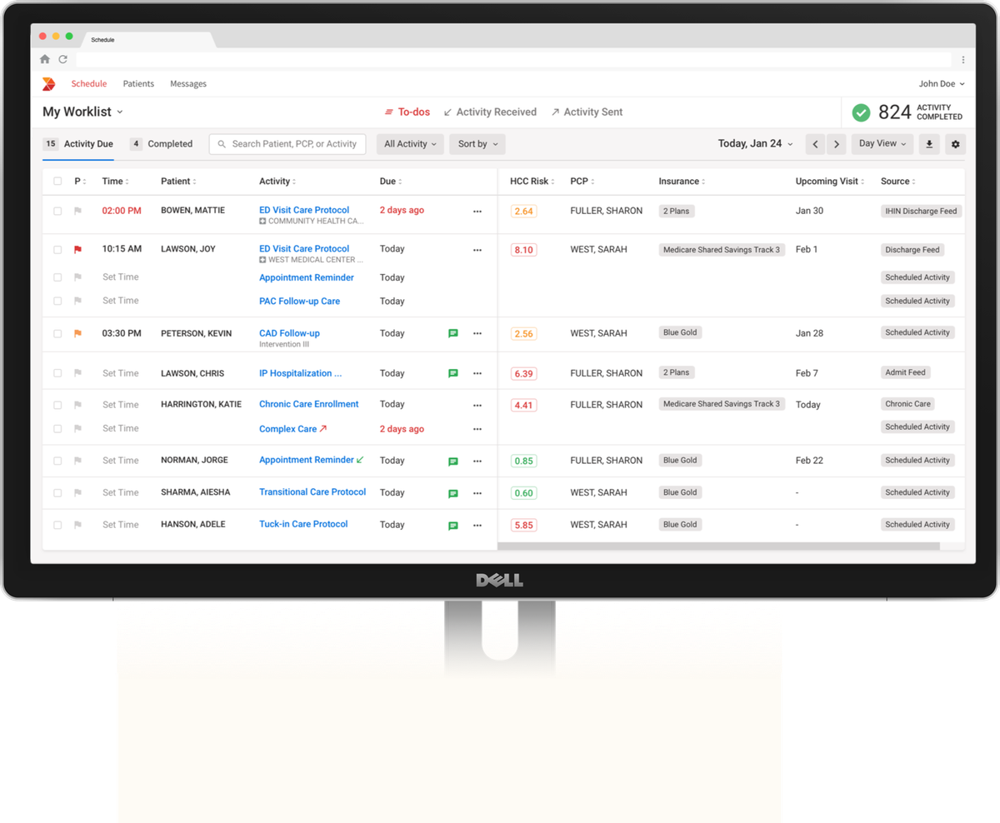 Schedule
Schedule Patients Messages John Doe
My Worklist To-dos Activity Received Activity Sent 824 ACTIVITY COMPLETED
15 Activity Due 4 Completed Search Patient, PCP, or Activity All Activity Sort by Today, Jan 24 Day View
P Time Patient Activity Due HCC Risk PCP Insurance Upcoming Visit Source
02:00 PM BOWEN, MATTIE ED Visit Care Protocol 2 days ago ... 2.64 FULLER, SHARON 2 Plans Jan 30 IHIN Discharge Feed
COMMUNITY HEALTH CA...
10:15 AM LAWSON, JOY ED Visit Care Protocol Today ... 8.10 WEST, SARAH Medicare Shared Savings Track 3 Feb 1 Discharge Feed
WEST MEDICAL CENTER ...
Set Time Appointment Reminder Today Scheduled Activity
Set Time PAC Follow-up Care Today Scheduled Activity
03:30 PM PETERSON, KEVIN CAD Follow-up Today ... 2.56 WEST, SARAH Blue Gold Jan 28 Scheduled Activity
Intervention III
Set Time LAWSON, CHRIS IP Hospitalization ... Today ... 6.39 FULLER, SHARON 2 Plans Feb 7 Admit Feed
Set Time HARRINGTON, KATIE Chronic Care Enrollment Today ... 4.41 FULLER, SHARON Medicare Shared Savings Track 3 Today Chronic Care
Set Time Complex Care 2 days ago ... Scheduled Activity
Set Time NORMAN, JORGE Appointment Reminder Today ... 0.85 FULLER, SHARON Blue Gold Feb 22 Scheduled Activity
Set Time SHARMA, AIESHA Transitional Care Protocol Today ... 0.60 WEST, SARAH Blue Gold - Scheduled Activity
Set Time HANSON, ADELE Tuck-in Care Protocol Today ... 5.85 WEST, SARAH Blue Gold - Scheduled Activity
DELL